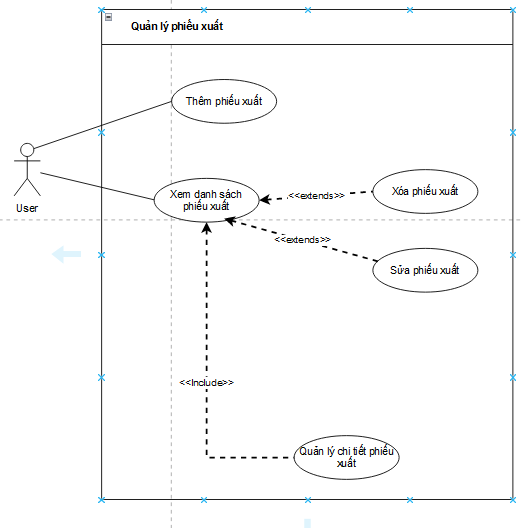 Quản lý phiếu xuất
Thêm phiếu xuất
User
Xem danh sách
phiếu xuất
<<extends>>
Xóa phiếu xuất
<<extends>>
Sửa phiếu xuất
<<Include>>
Quản lý chi tiết phiếu
xuất